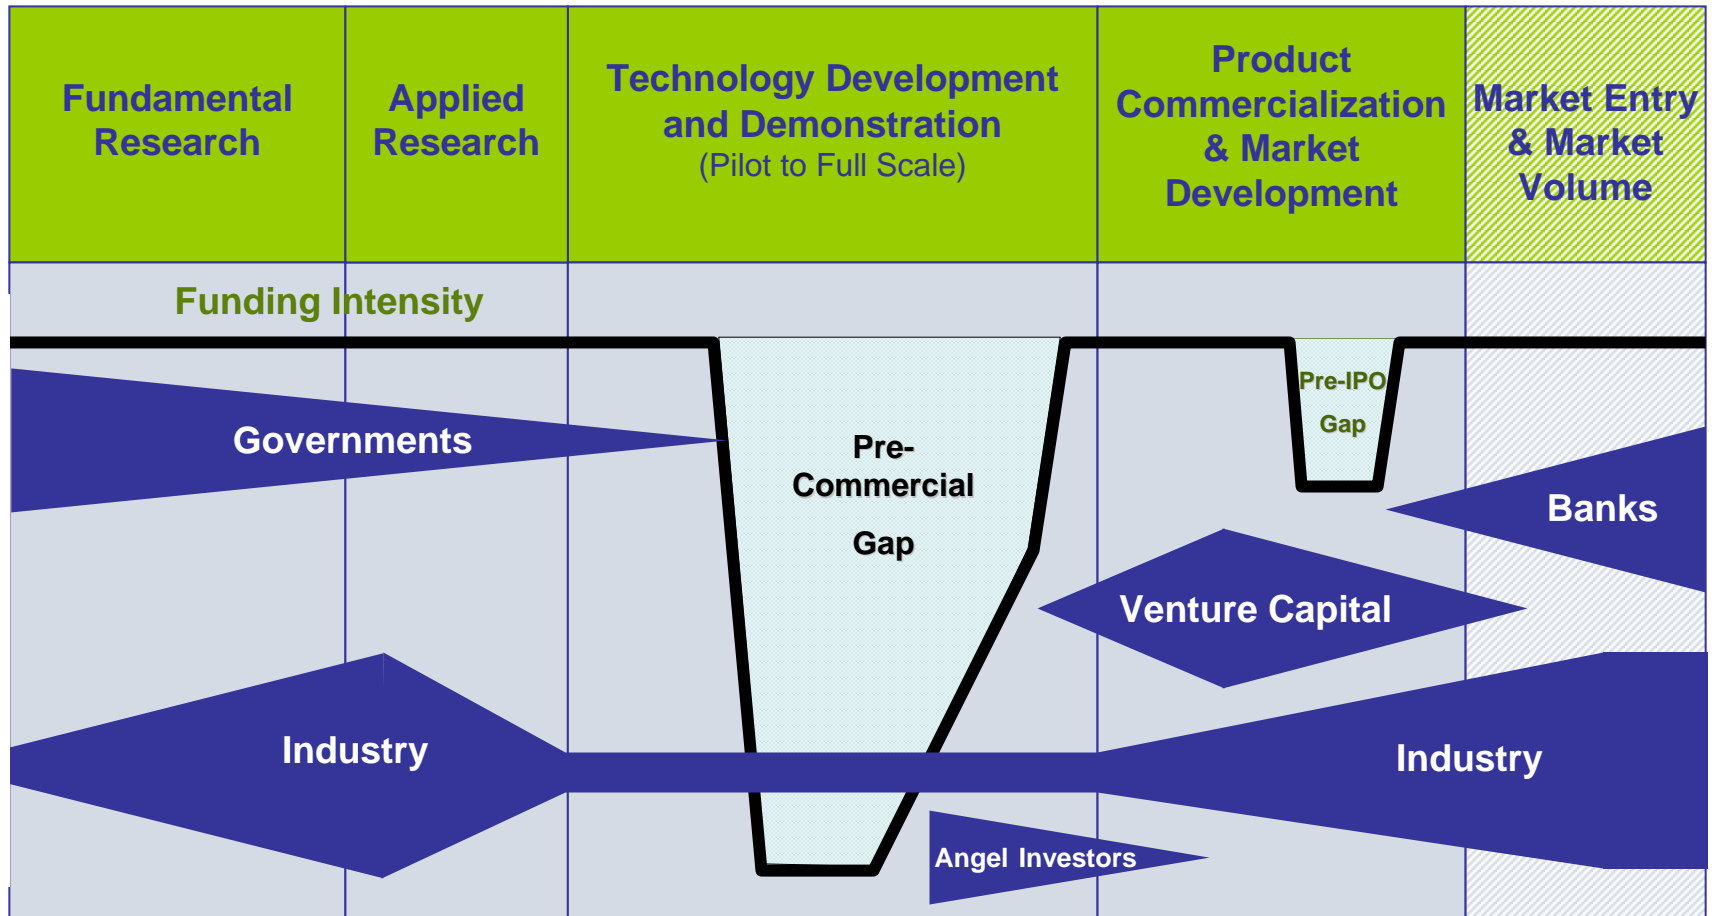 Fundamental
Research
Applied
Research
Technology Development
and Demonstration
(Pilot to Full Scale)
Product
Commercialization
& Market
Development
Market Entry
& Market
Volume
Funding Intensity
Governments
Pre-
Commercial
Gap
Pre-IPO
Gap
Banks
Venture Capital
Industry
Industry
Angel Investors